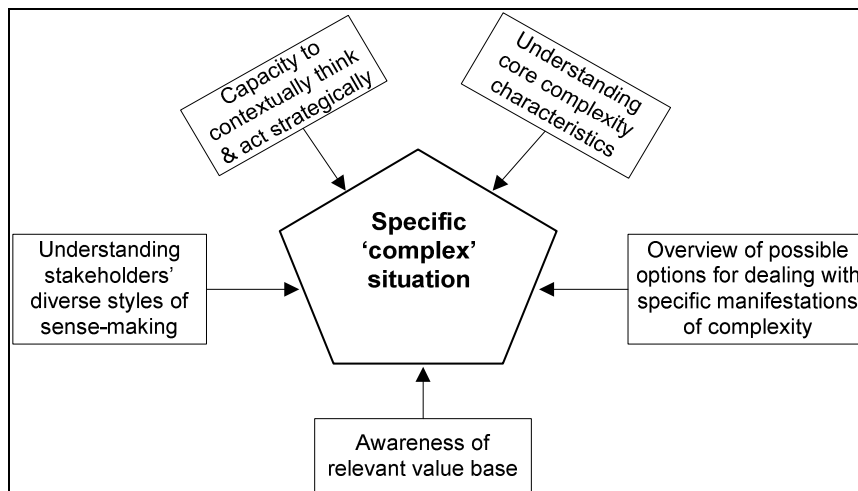 Capacity to
contextually think
& act strategically
Understanding
core complexity
characteristics
Specific
‘complex’
situation
Understanding
stakeholders’
diverse styles of
sense-making
Overview of possible
options for dealing with
specific manifestations
of complexity
Awareness of
relevant value base